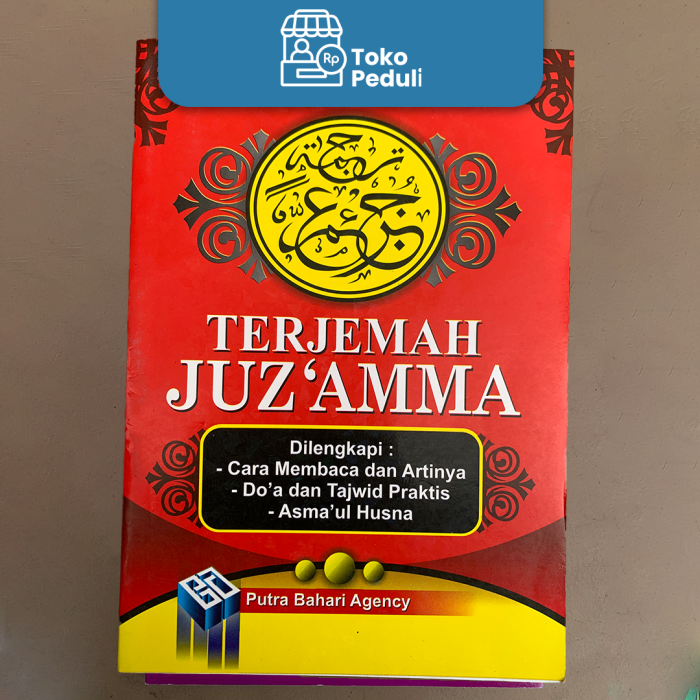 Toko
Peduli
Rp
ترجمة
جزء عم
TERJEMAH
JUZ‘AMMA
Dilengkapi :
- Cara Membaca dan Artinya
- Do’a dan Tajwid Praktis
- Asma’ul Husna
Putra Bahari Agency